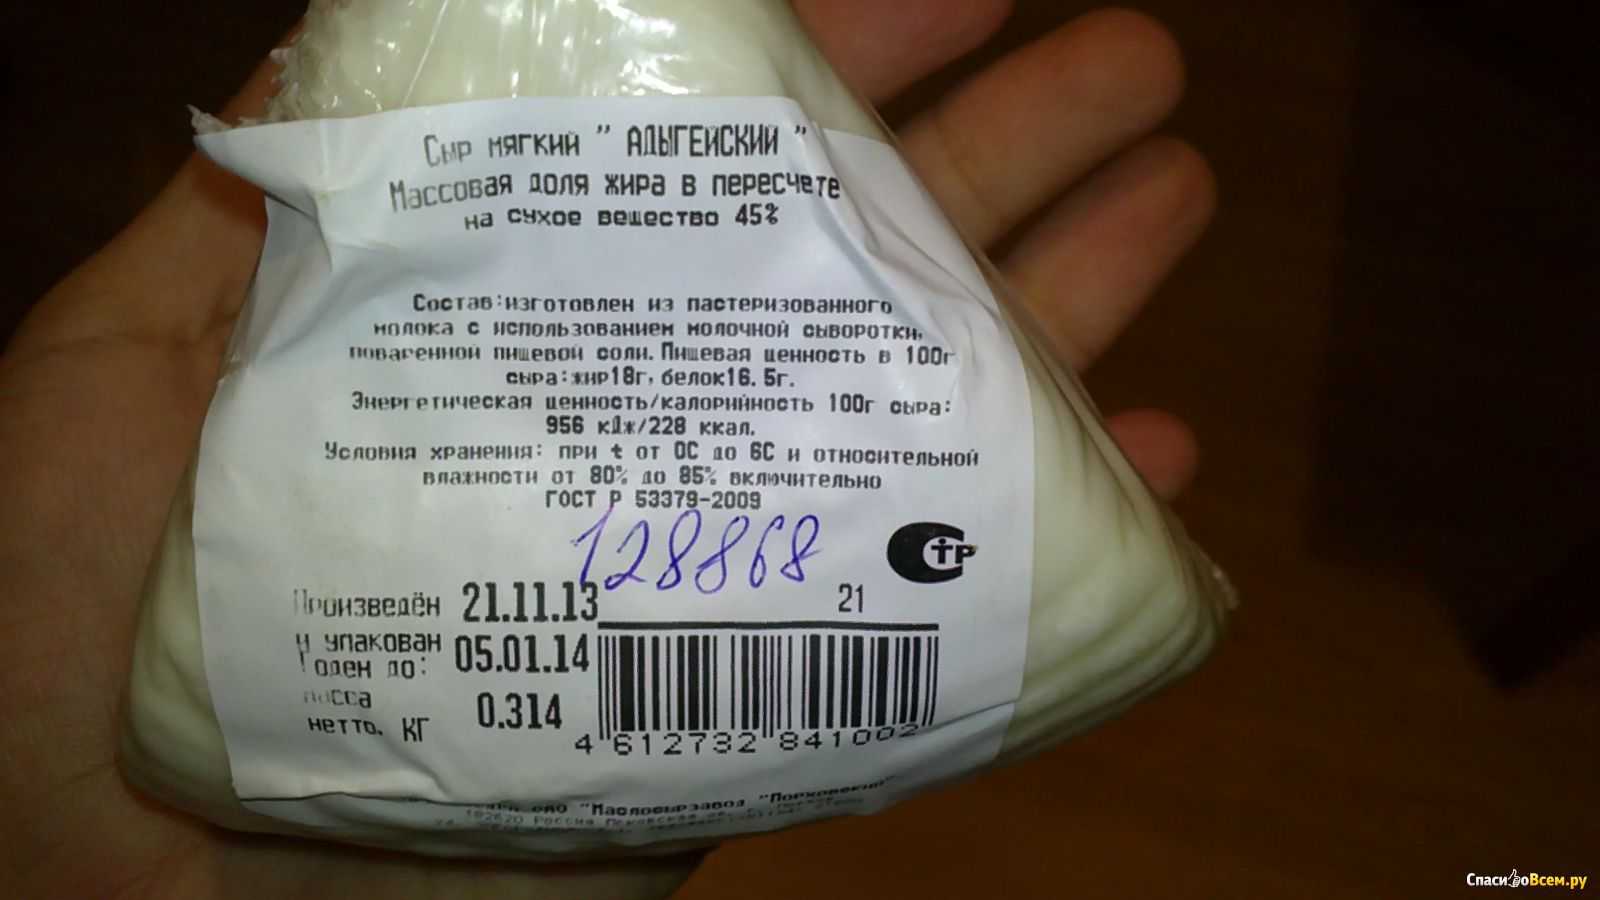 Сыр мягкий " АДЫГЕЙСКИЙ "
Массовая доля жира в пересчете
на сухое вещество 45%
Состав:изготовлен из пастеризованного
молока с использованием молочной сыворотки,
поваренной пищевой соли. Пищевая ценность в 100г
сыра:жир18г, белок16.5г.
Энергетическая ценность/калорийность 100г сыра:
956 кДж/228 ккал.
Условия хранения: при t от 0С до 6С и относительной
влажности от 80% до 85% включительно
ГОСТ Р 53379-2009
128868
СТР
Произведён 21.11.13
21
и упакован
Годен до: 05.01.14
масса
нетто. кг 0.314
4 612732 841002
ОАО "Маслосырзавод "Порховский"
182620 Россия Псковская
СпасибоВсем.ру